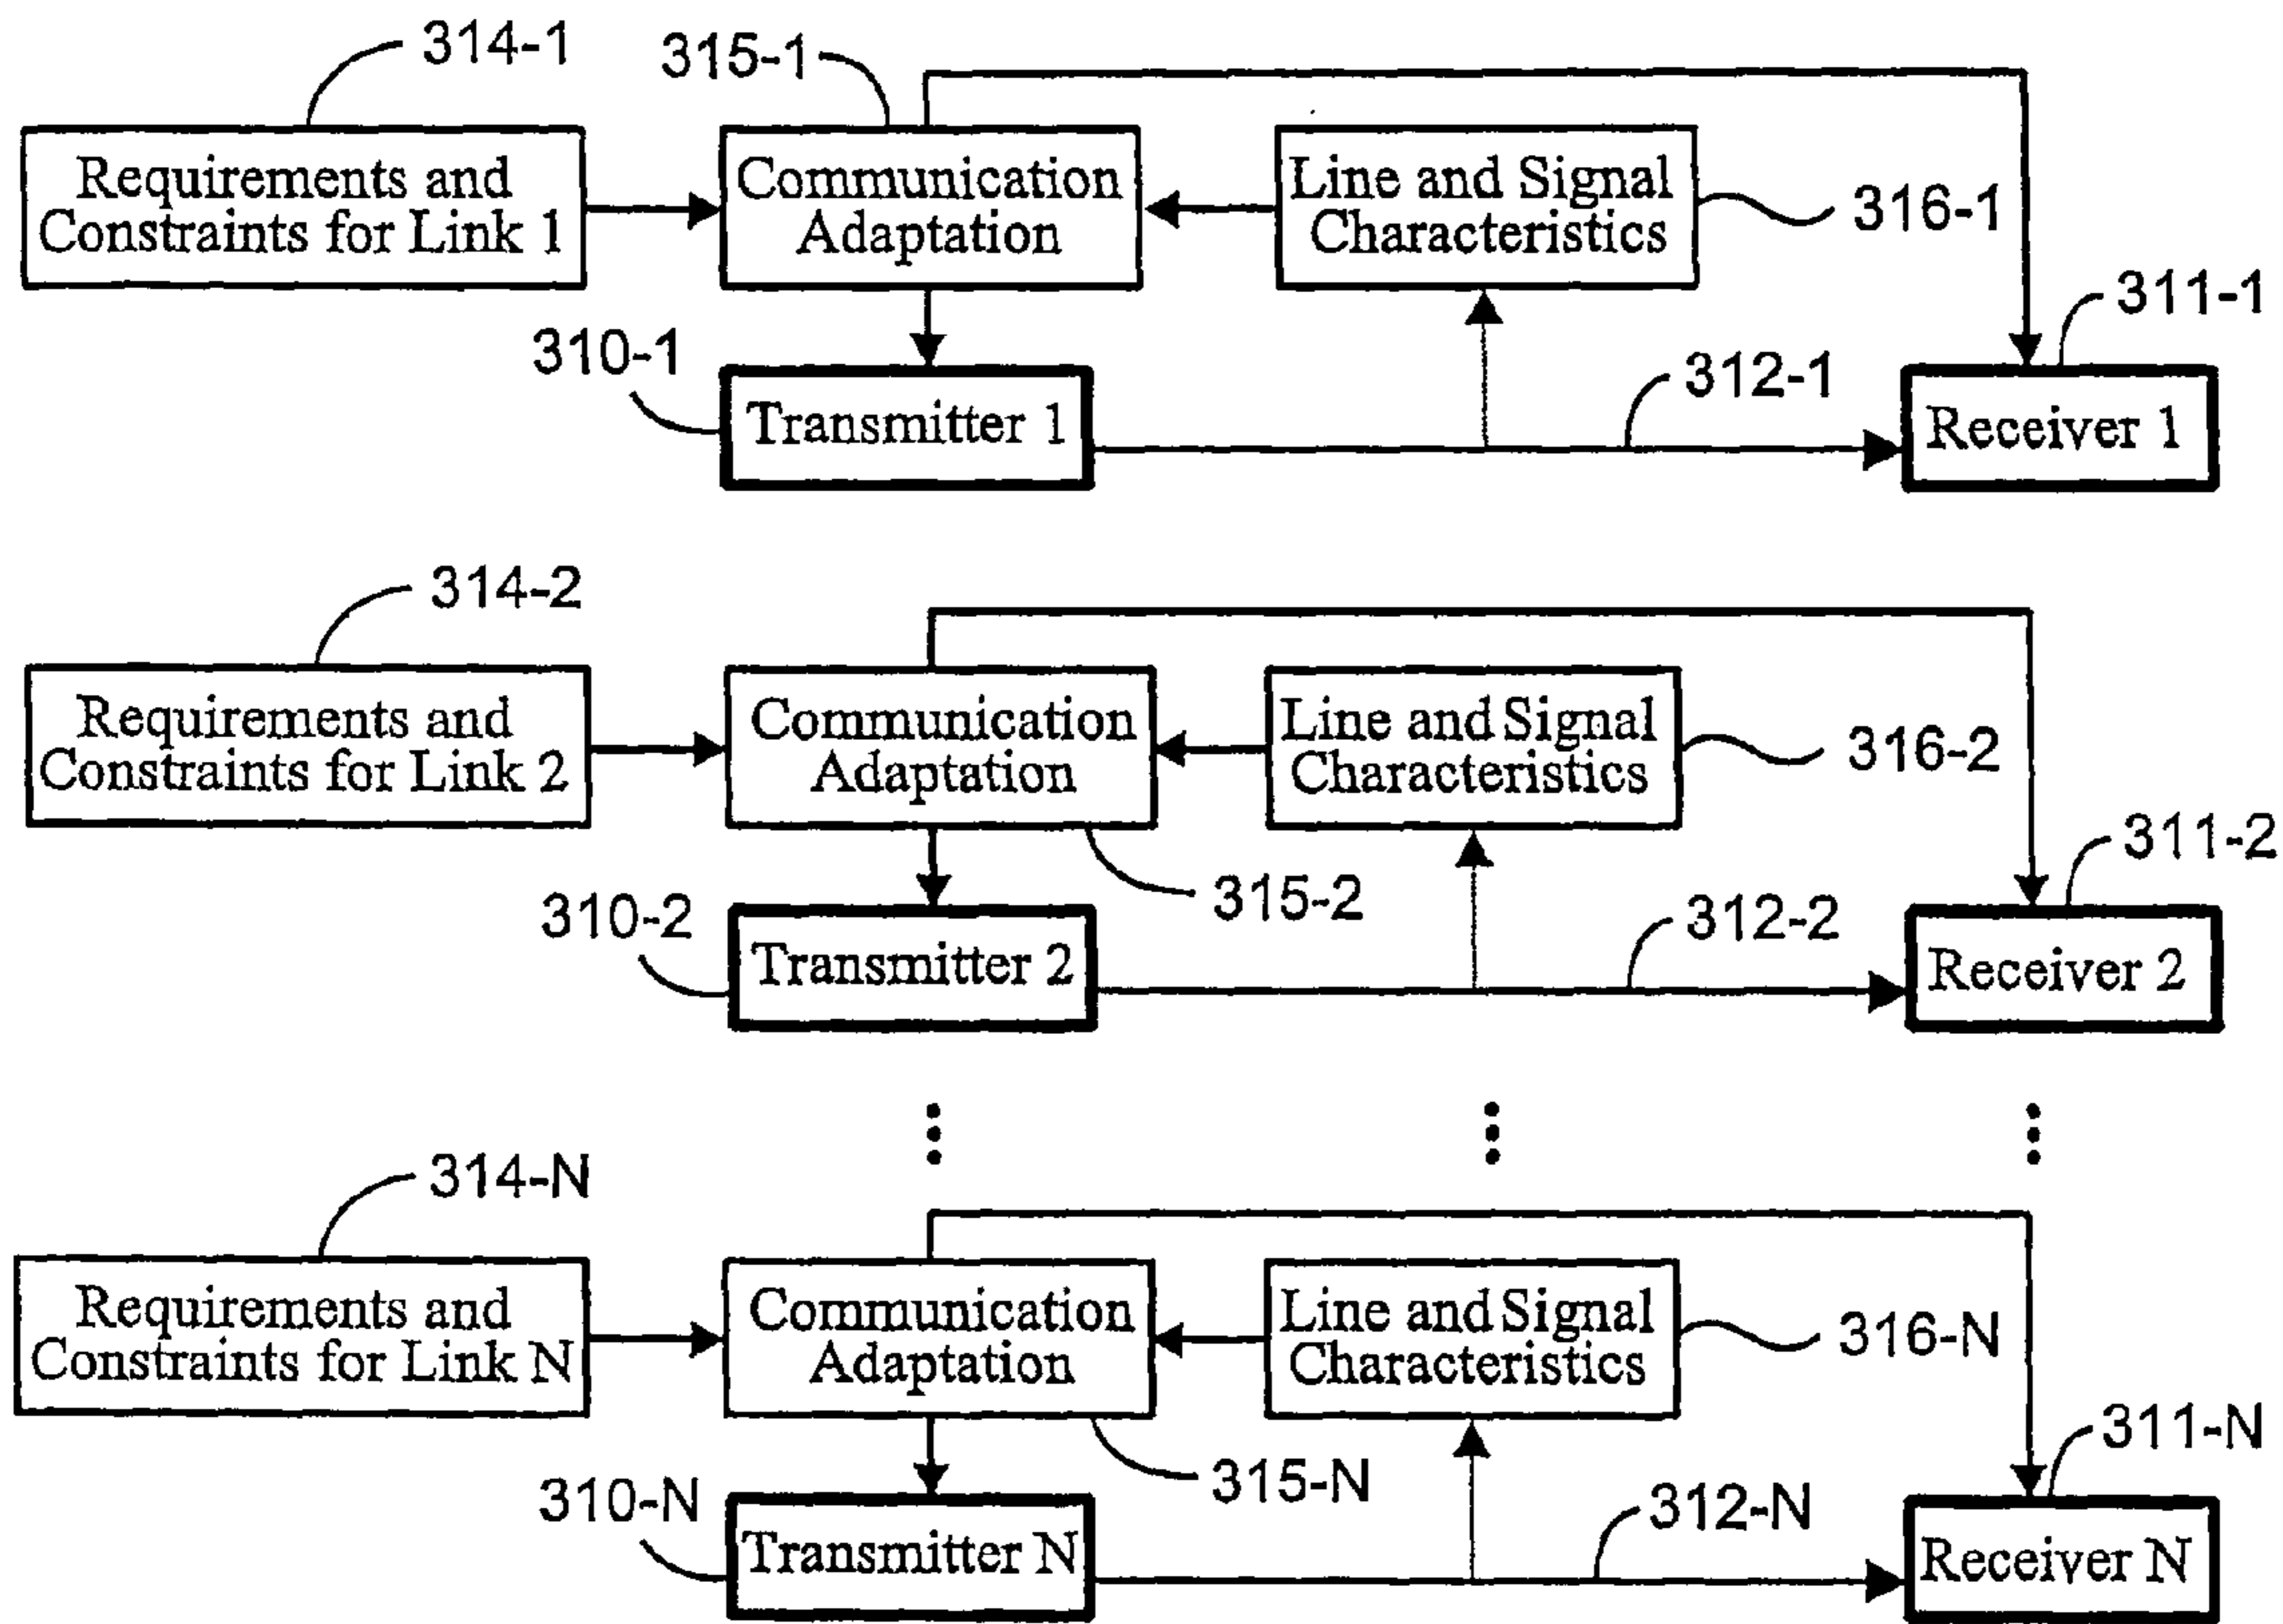 314-1
315-1
Requirements and
Constraints for Link 1
Communication
Adaptation
Line and Signal
Characteristics
316-1
311-1
310-1
Transmitter 1
312-1
Receiver 1
314-2
Requirements and
Constraints for Link 2
Communication
Adaptation
Line and Signal
Characteristics
316-2
311-2
315-2
310-2
Transmitter 2
312-2
Receiver 2
314-N
Requirements and
Constraints for Link N
Communication
Adaptation
Line and Signal
Characteristics
316-N
311-N
315-N
310-N
Transmitter N
312-N
Receiver N